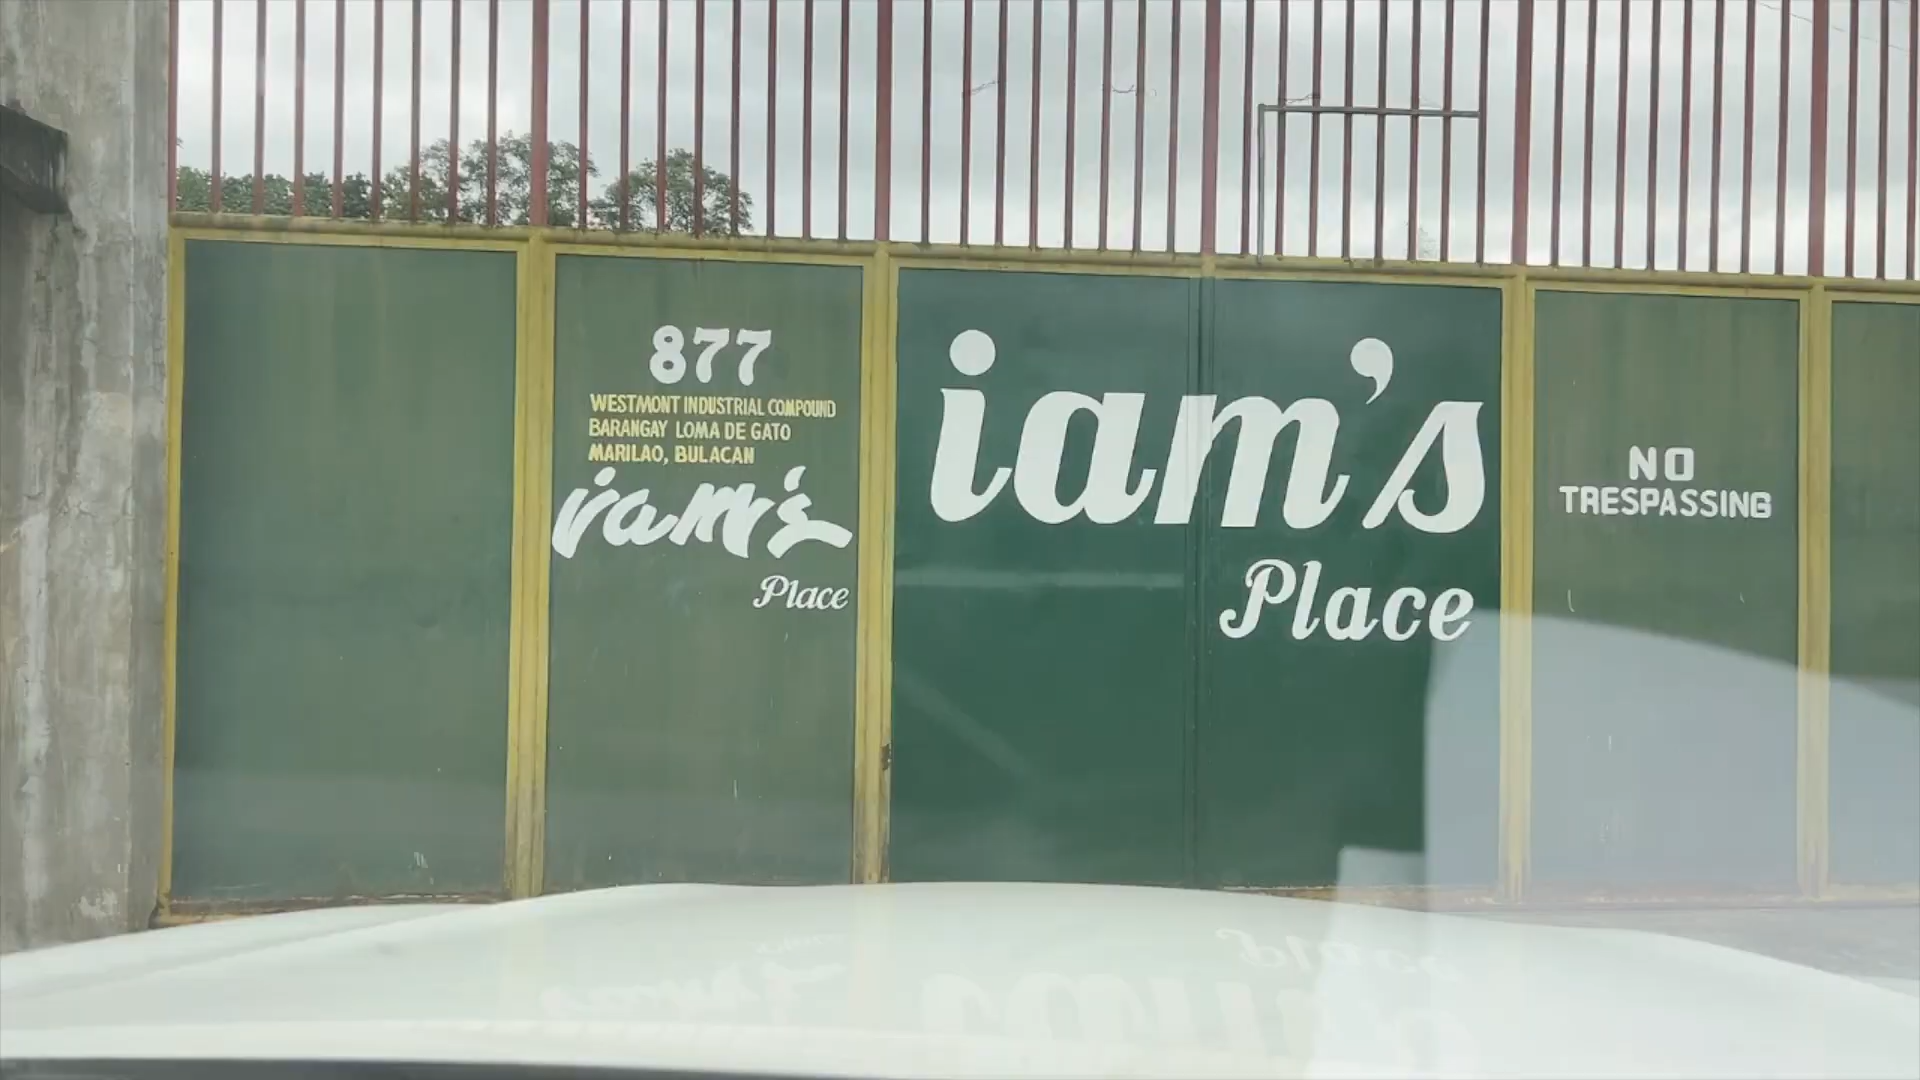 877
WESTMONT INDUSTRIAL COMPOUND
BARANGAY LOMA DE GATO
MARILAO, BULACAN
iam's
Place
iam's
Place
NO
TRESPASSING